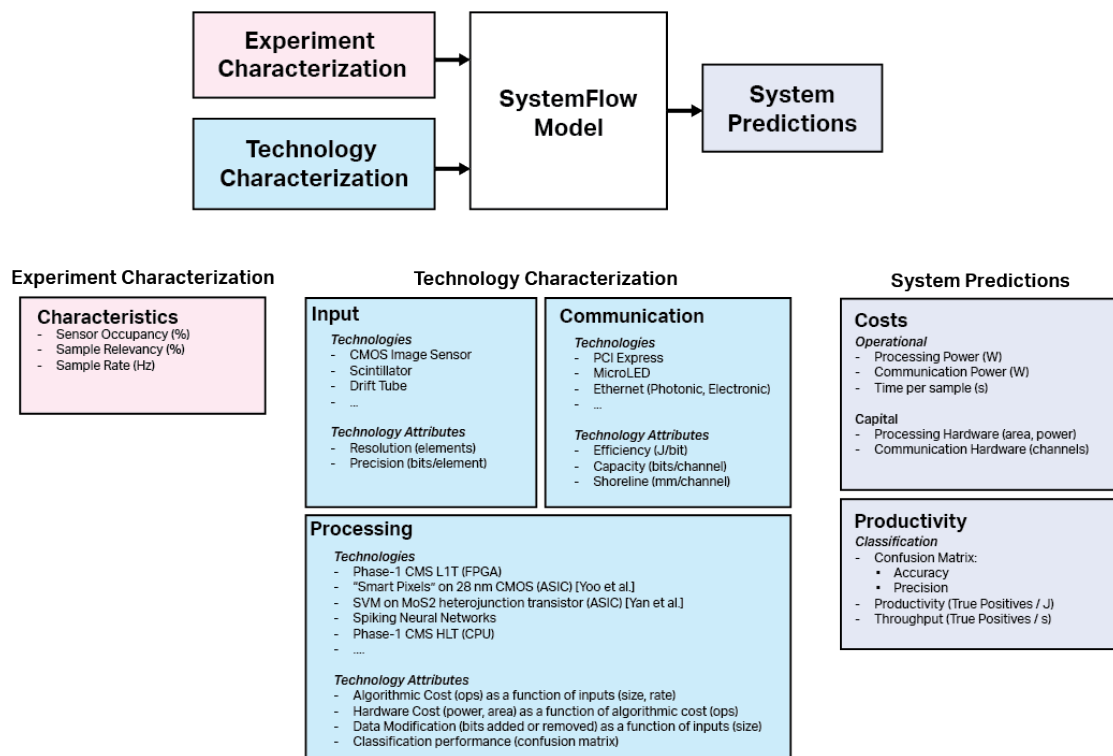 Experiment
Characterization
Technology
Characterization
SystemFlow
Model
System
Predictions
Experiment Characterization
Characteristics
- Sensor Occupancy (%)
- Sample Relevancy (%)
- Sample Rate (Hz)
Technology Characterization
Input
Technologies
- CMOS Image Sensor
- Scintillator
- Drift Tube
- ...
Technology Attributes
- Resolution (elements)
- Precision (bits/element)
Communication
Technologies
- PCI Express
- MicroLED
- Ethernet (Photonic, Electronic)
- ...
Technology Attributes
- Efficiency (J/bit)
- Capacity (bits/channel)
- Shoreline (mm/channel)
Processing
Technologies
- Phase-1 CMS L1T (FPGA)
- "Smart Pixels" on 28 nm CMOS (ASIC) [Yoo et al.]
- SVM on MoS2 heterojunction transistor (ASIC) [Yan et al.]
- Spiking Neural Networks
- Phase-1 CMS HLT (CPU)
- ....
Technology Attributes
- Algorithmic Cost (ops) as a function of inputs (size, rate)
- Hardware Cost (power, area) as a function of algorithmic cost (ops)
- Data Modification (bits added or removed) as a function of inputs (size)
- Classification performance (confusion matrix)
System Predictions
Costs
Operational
- Processing Power (W)
- Communication Power (W)
- Time per sample (s)
Capital
- Processing Hardware (area, power)
- Communication Hardware (channels)
Productivity
Classification
- Confusion Matrix:
▪ Accuracy
▪ Precision
- Productivity (True Positives / J)
- Throughput (True Positives / s)